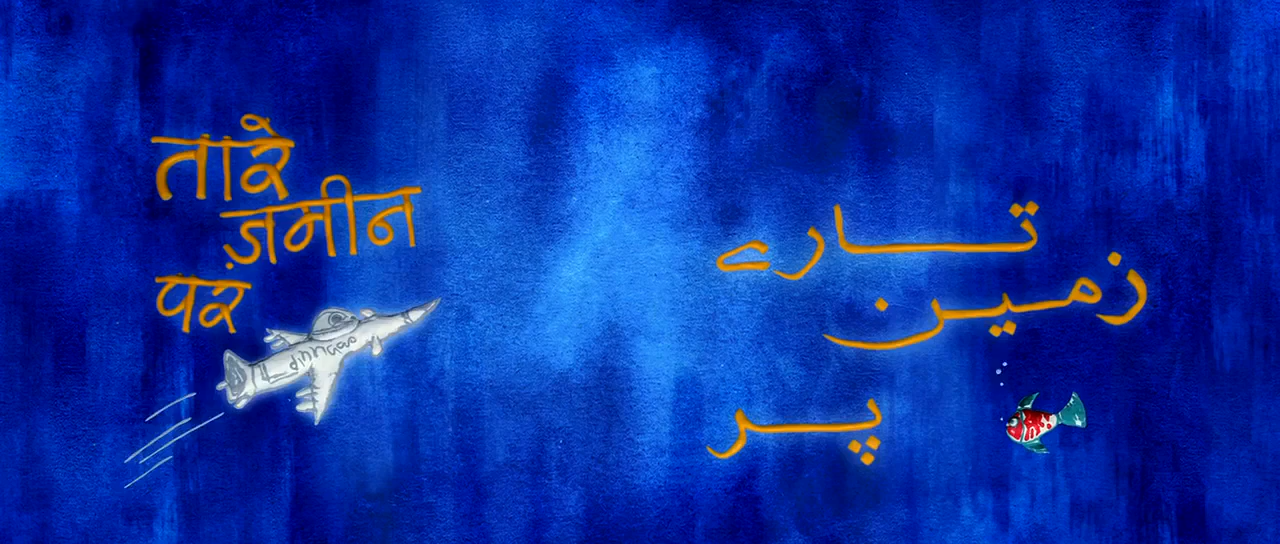 तारे
ज़मीन
पर
تارے
زمین
پر